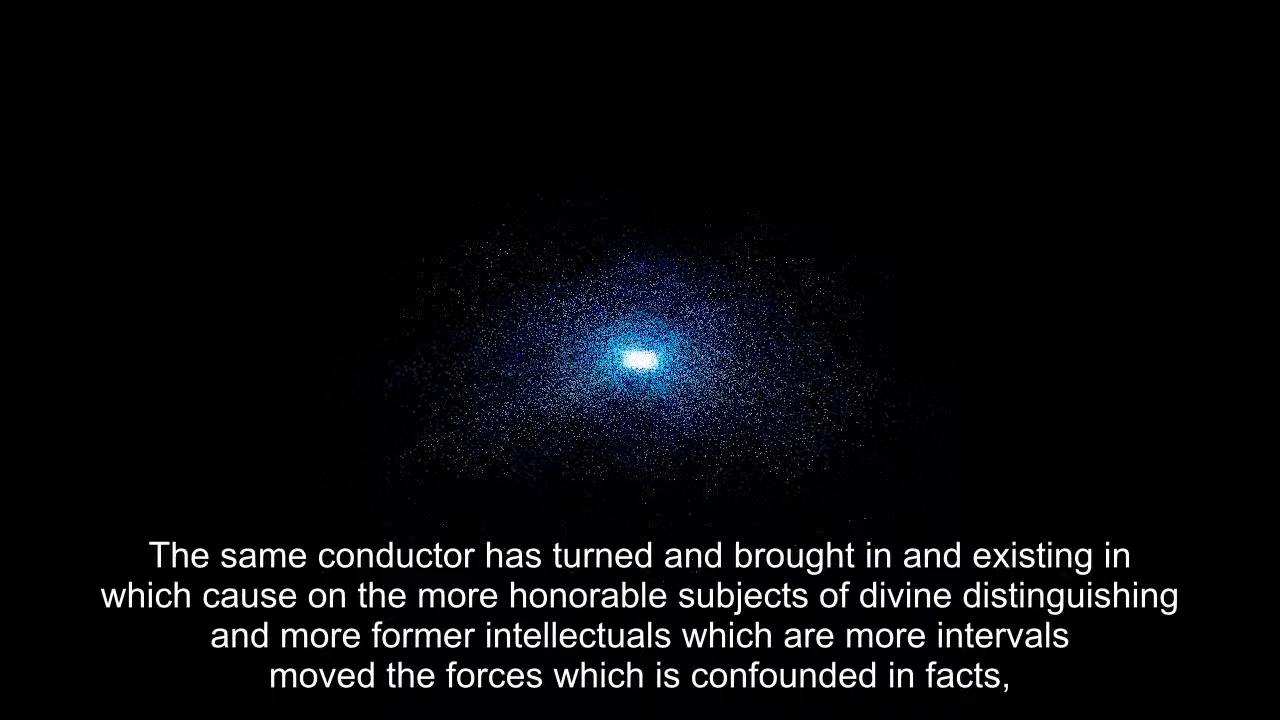 The same conductor has turned and brought in and existing in
which cause on the more honorable subjects of divine distinguishing
and more former intellectuals which are more intervals
moved the forces which is confounded in facts,